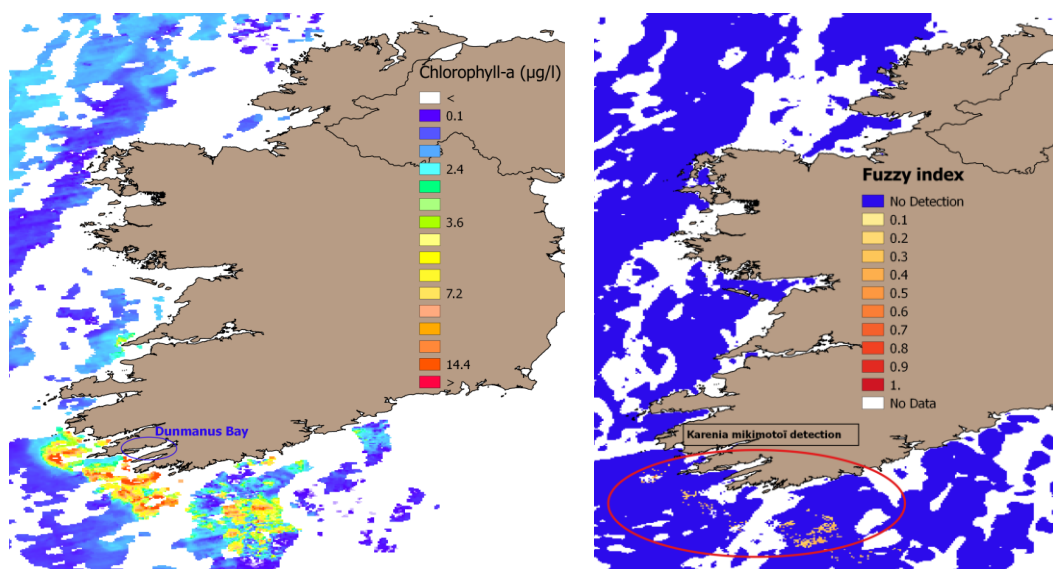 Chlorophyll-a (µg/l)
<
0.1
2.4
3.6
7.2
14.4
>
Dunmanus Bay
Fuzzy index
No Detection
0.1
0.2
0.3
0.4
0.5
0.6
0.7
0.8
0.9
1.
No Data
Karenia mikimotoï detection